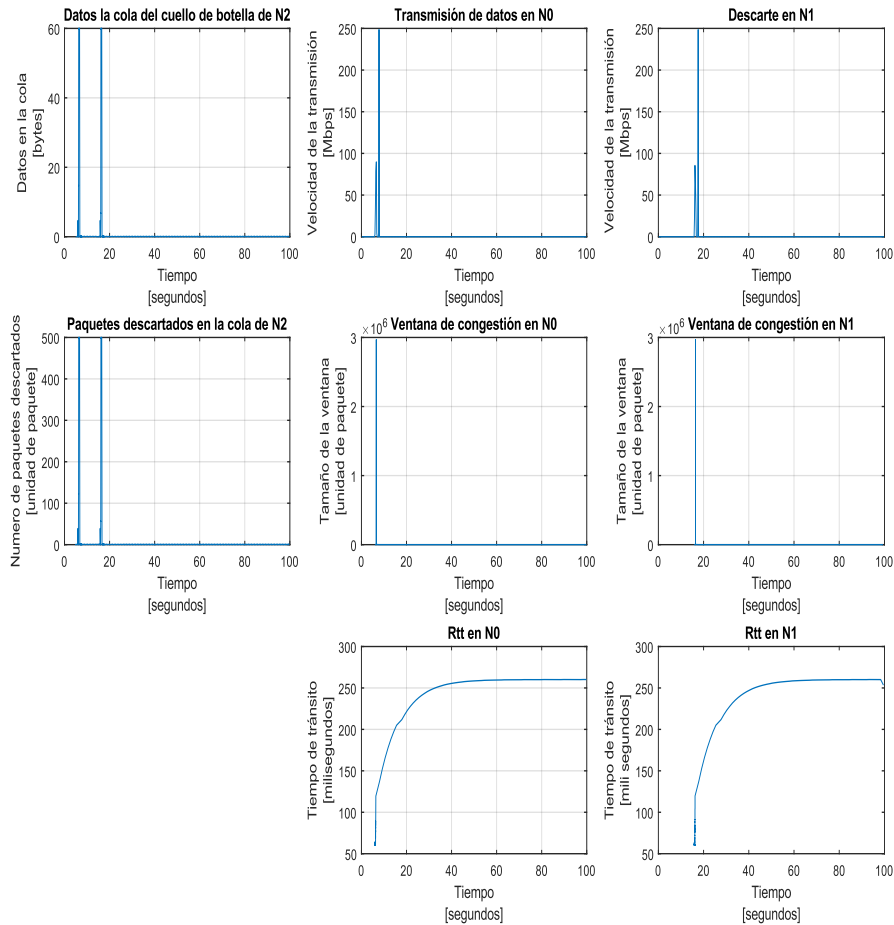 Datos la cola del cuello de botella de N2
Datos en la cola
[bytes]
60
40
20
0
0 20 40 60 80 100
Tiempo
[segundos]
Transmisión de datos en N0
Velocidad de la transmisión
[Mbps]
250
200
150
100
50
0
0 20 40 60 80 100
Tiempo
[segundos]
Descarte en N1
Velocidad de la transmisión
[Mbps]
250
200
150
100
50
0
0 20 40 60 80 100
Tiempo
[segundos]
Paquetes descartados en la cola de N2
Numero de paquetes descartados
[unidad de paquete]
500
400
300
200
100
0
0 20 40 60 80 100
Tiempo
[segundos]
×10⁶ Ventana de congestión en N0
Tamaño de la ventana
[unidad de paquete]
3
2
1
0
0 20 40 60 80 100
Tiempo
[segundos]
×10⁶ Ventana de congestión en N1
Tamaño de la ventana
[unidad de paquete]
3
2
1
0
0 20 40 60 80 100
Tiempo
[segundos]
Rtt en N0
Tiempo de tránsito
[milisegundos]
300
250
200
150
100
50
0 20 40 60 80 100
Tiempo
[segundos]
Rtt en N1
Tiempo de tránsito
[mili segundos]
300
250
200
150
100
50
0 20 40 60 80 100
Tiempo
[segundos]